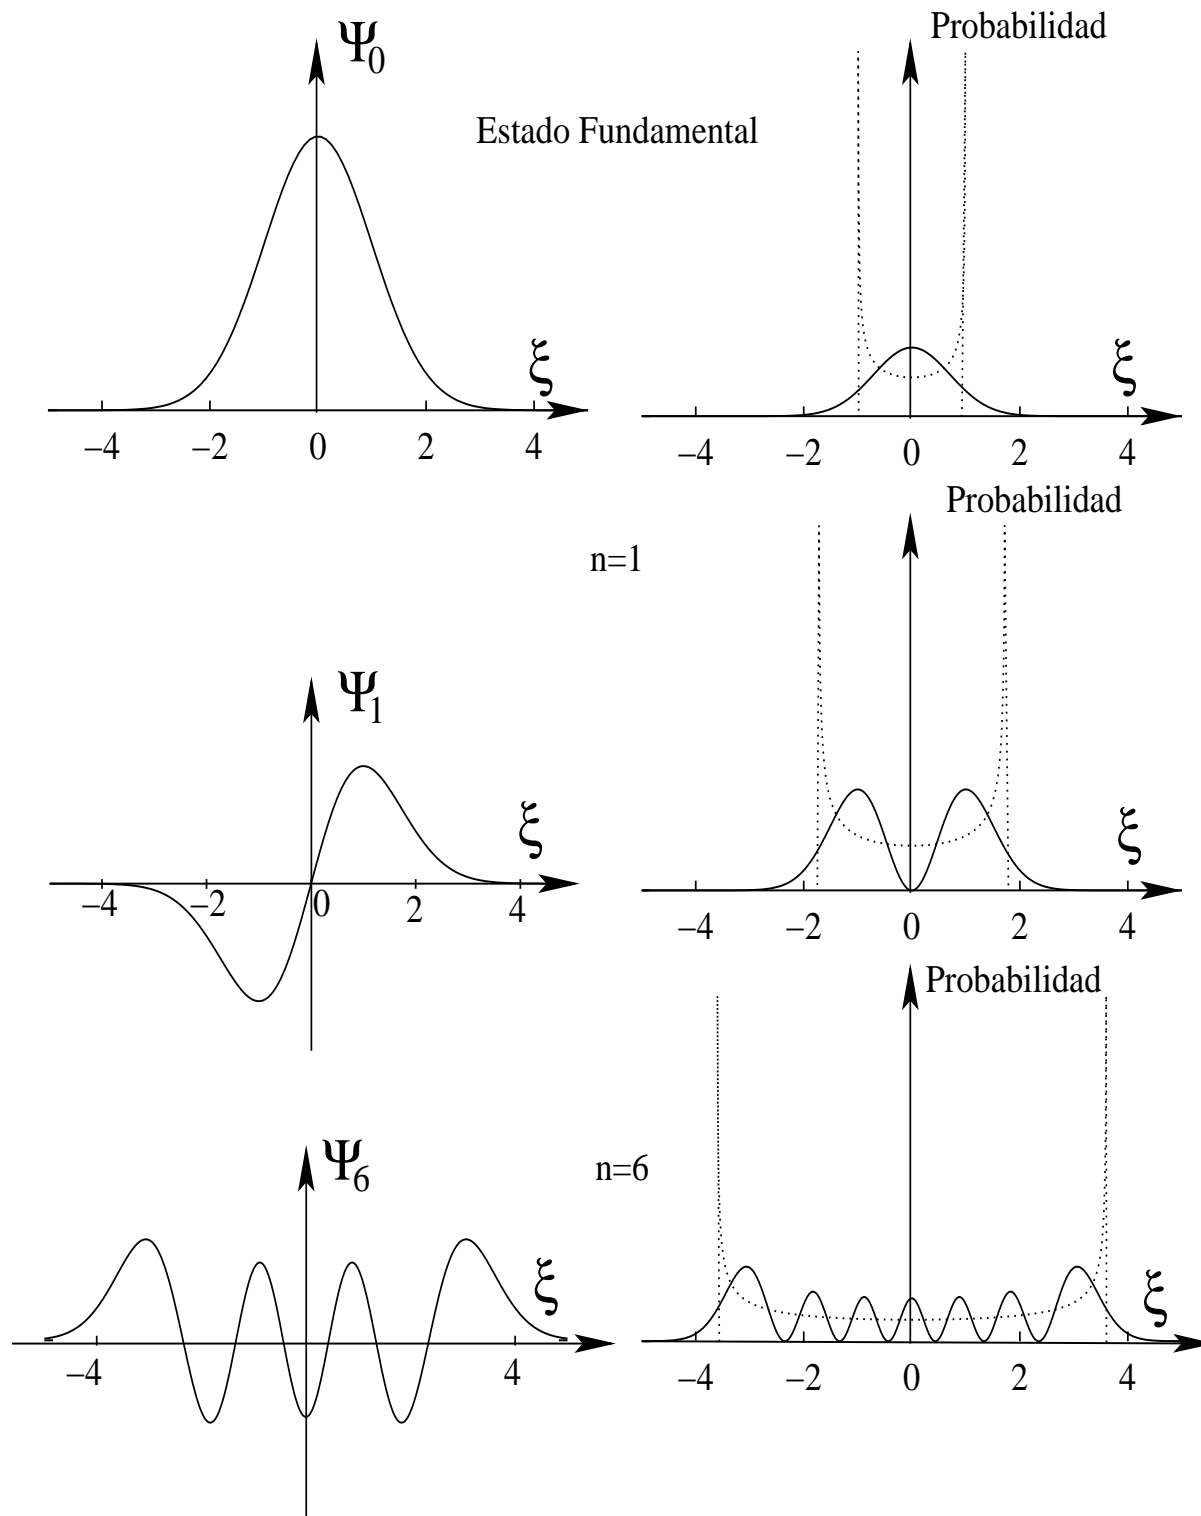 Ψ0
Probabilidad
Estado Fundamental
ξ
ξ
−4 −2 0 2 4
−4 −2 0 2 4
Probabilidad
n=1
Ψ1
ξ
ξ
−4 −2 0 2 4
−4 −2 0 2 4
Probabilidad
Ψ6
n=6
ξ
ξ
−4 4
−4 −2 0 2 4